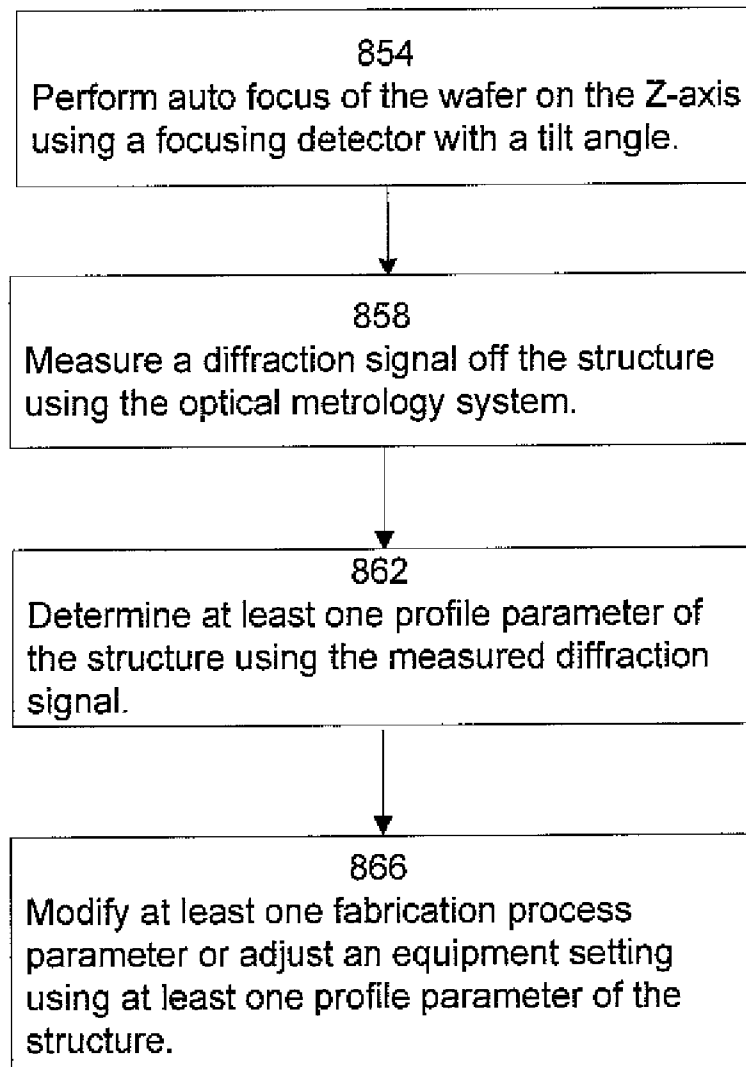 854
Perform auto focus of the wafer on the Z-axis
using a focusing detector with a tilt angle.
858
Measure a diffraction signal off the structure
using the optical metrology system.
862
Determine at least one profile parameter of
the structure using the measured diffraction
signal.
866
Modify at least one fabrication process
parameter or adjust an equipment setting
using at least one profile parameter of the
structure.